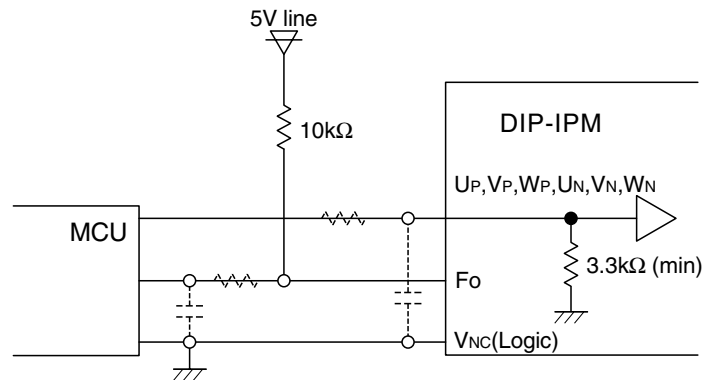 5V line
10kΩ
DIP-IPM
UP,VP,WP,UN,VN,WN
MCU
3.3kΩ (min)
Fo
VNC(Logic)